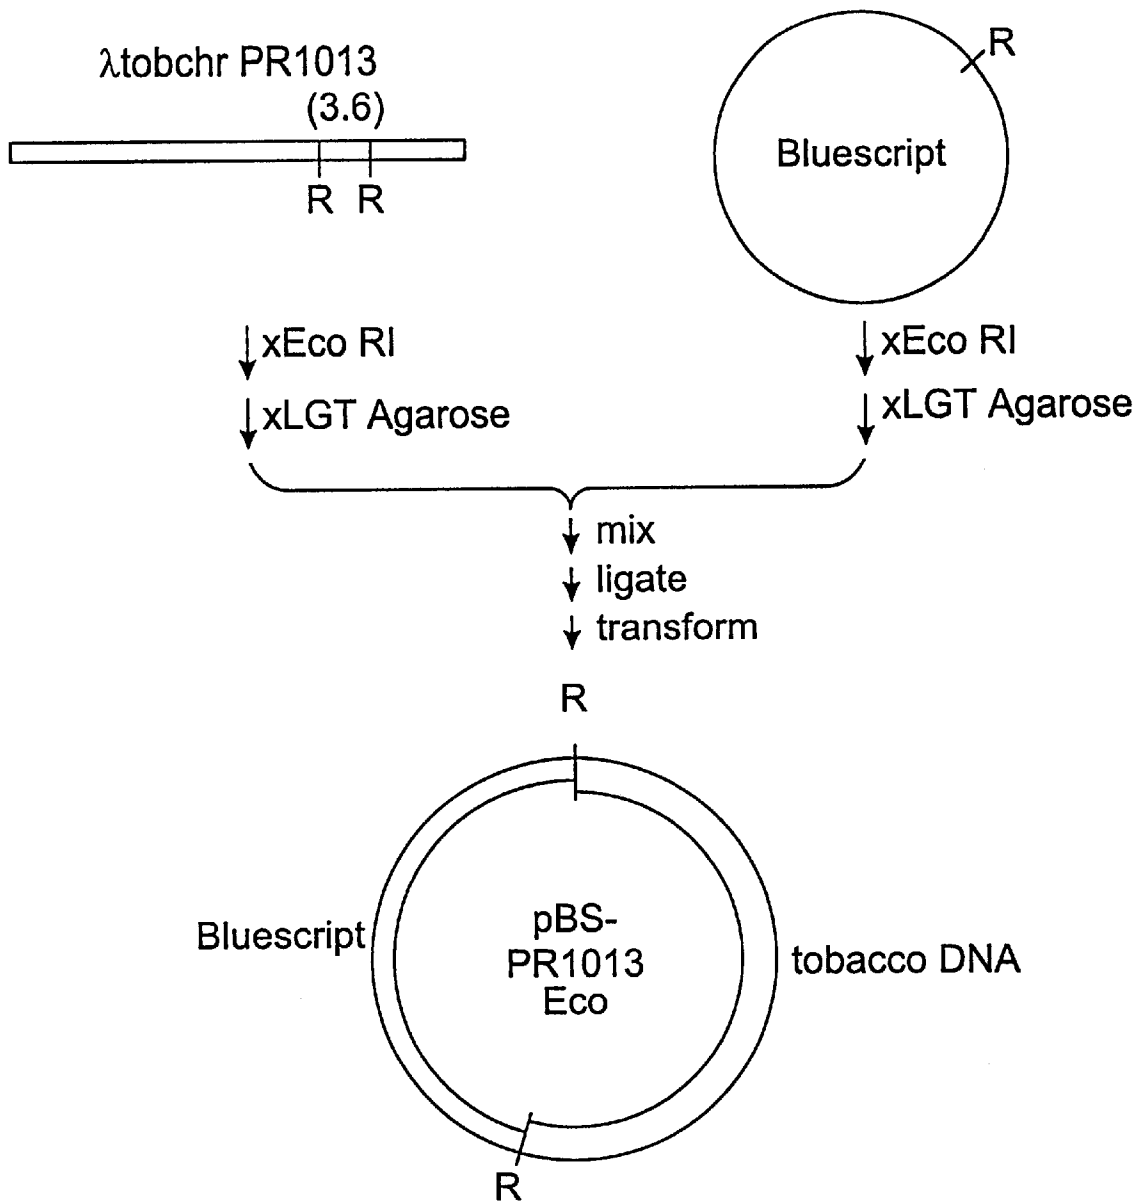 λtobchr PR1013
(3.6)
R R
R
Bluescript
xEco RI
xLGT Agarose
xEco RI
xLGT Agarose
mix
ligate
transform
R
Bluescript
pBS-
PR1013
Eco
tobacco DNA
R